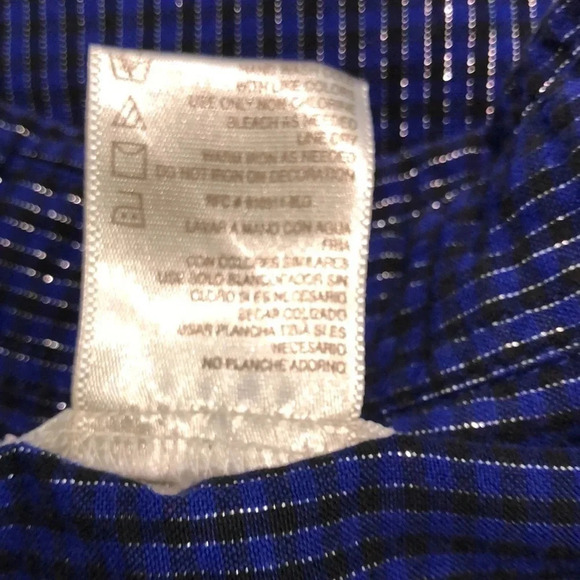 WITH LIKE COLORS
USE ONLY NON-CHLORINE
BLEACH AS NEEDED
LINE DRY
WARM IRON AS NEEDED
DO NOT IRON ON DECORATION
LAVAR A MANO CON AGUA
FRIA
CON COLORES SIMILARES
USE SOLO BLANQUEADOR SIN
CLORO SI ES NECESARIO
SECAR COLGADO
USAR PLANCHA TIBIA SI ES
NECESARIO
NO PLANCHE ADORNO